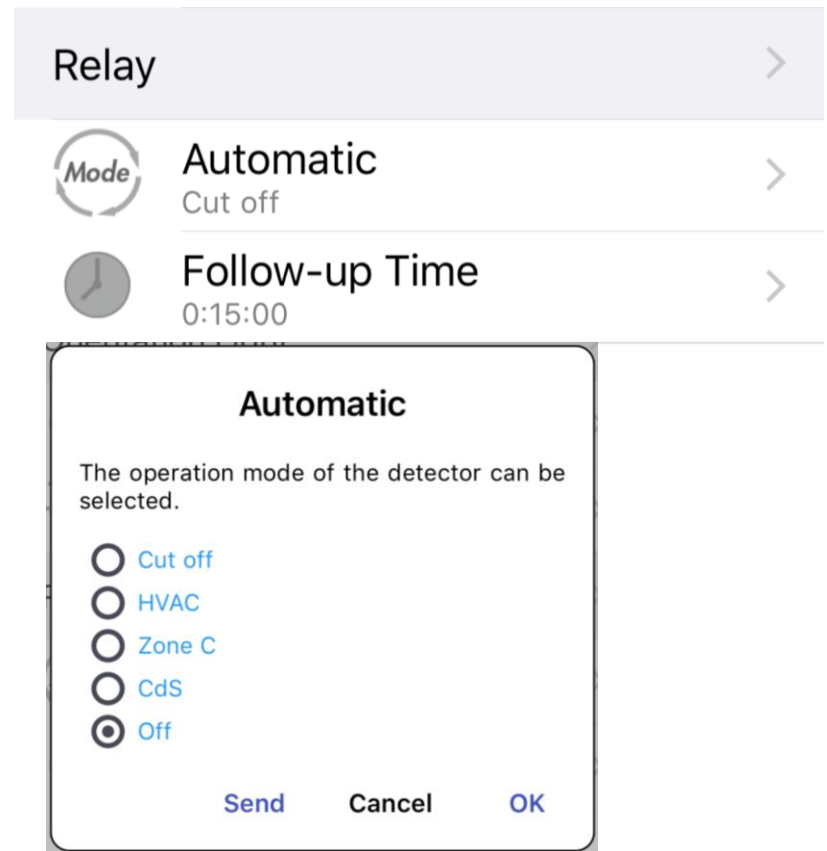 Relay
Mode
Automatic
Cut off
Follow-up Time
0:15:00
Automatic
The operation mode of the detector can be
selected.
Cut off
HVAC
Zone C
CdS
Off
Send Cancel OK